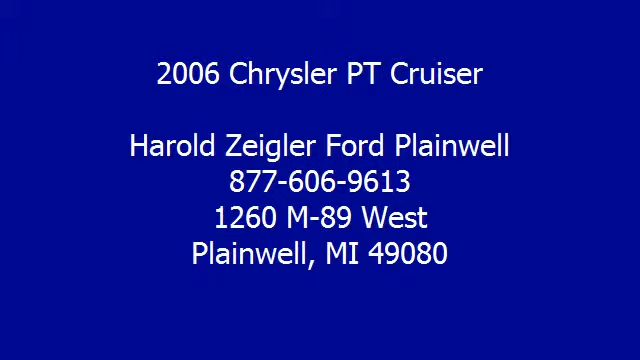 2006 Chrysler PT Cruiser
Harold Zeigler Ford Plainwell
877-606-9613
1260 M-89 West
Plainwell, MI 49080